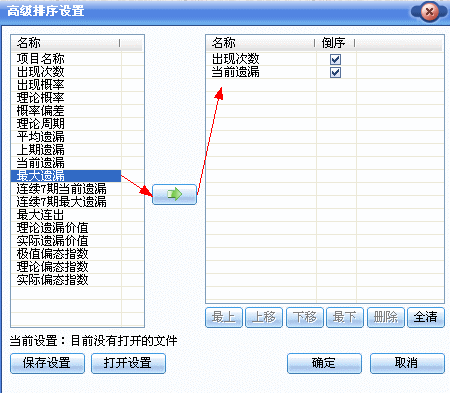 高级排序设置
名称
项目名称
出现次数
出现概率
理论概率
概率偏差
理论周期
平均遗漏
上期遗漏
当前遗漏
最大遗漏
连续7期当前遗漏
连续7期最大遗漏
最大连出
理论遗漏价值
实际遗漏价值
极值偏态指数
理论偏态指数
实际偏态指数
名称 倒序
出现次数
当前遗漏
最上 上移 下移 最下 删除 全清
当前设置：目前没有打开的文件
保存设置 打开设置 确定 取消